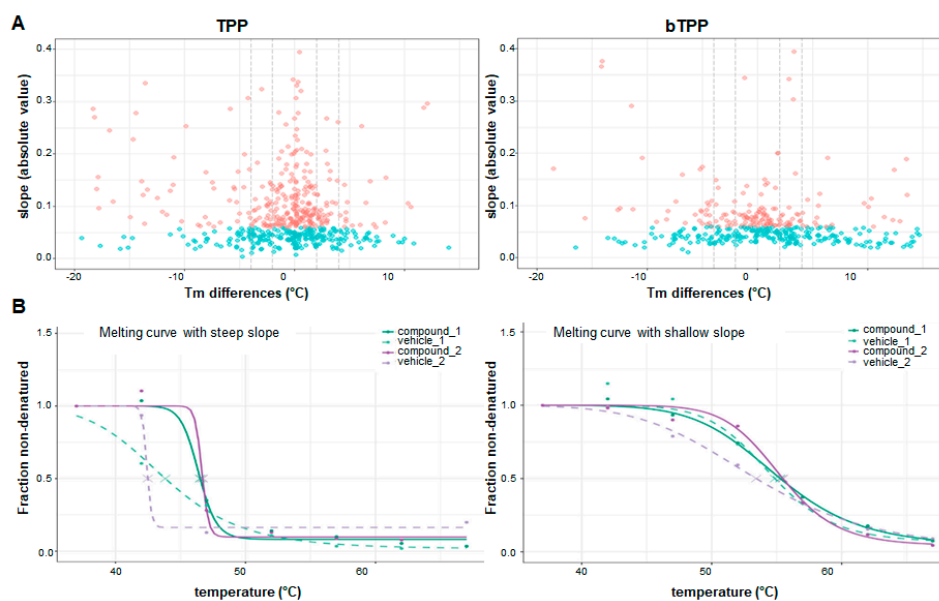 A
TPP
bTPP
slope (absolute value)
0.4
0.3
0.2
0.1
0.0
-20
-10
0
10
Tm differences (°C)
slope (absolute value)
0.4
0.3
0.2
0.1
0.0
-20
-10
0
10
Tm differences (°C)
B
Fraction non-denatured
1.5
1.0
0.5
0.0
Melting curve with steep slope
compound_1
vehicle_1
compound_2
vehicle_2
40
50
60
temperature (°C)
Fraction non-denatured
1.5
1.0
0.5
0.0
Melting curve with shallow slope
compound_1
vehicle_1
compound_2
vehicle_2
40
50
60
temperature (°C)